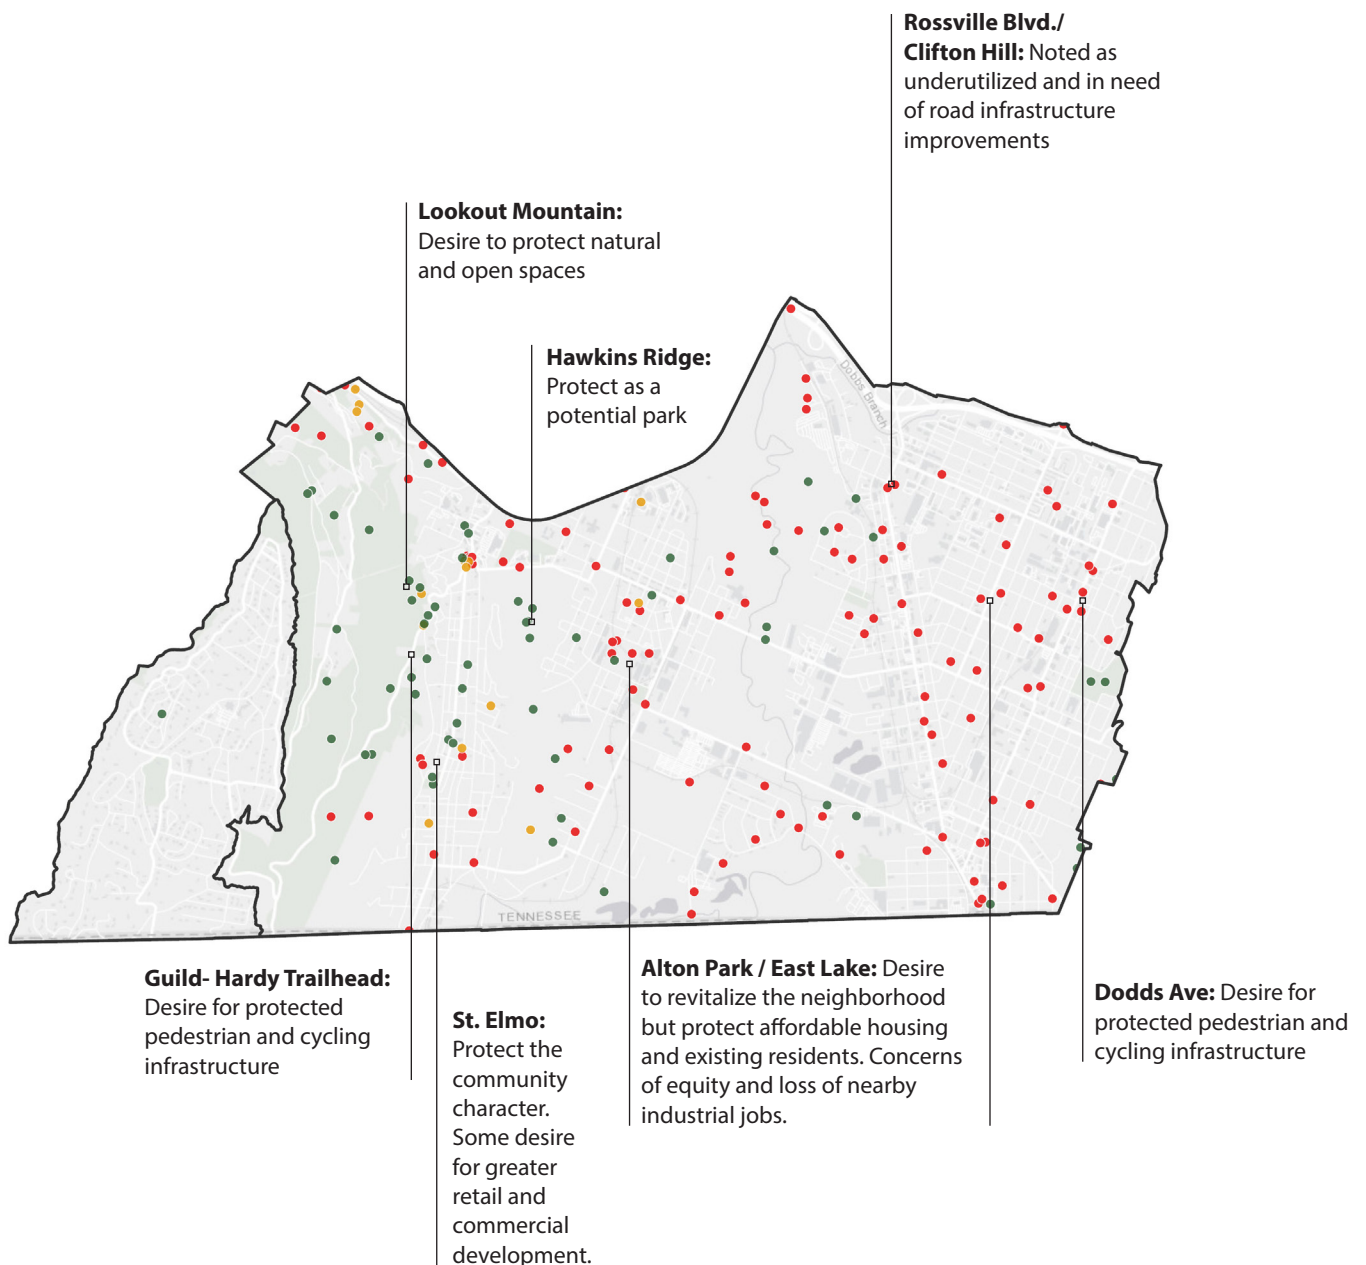 Rossville Blvd./
Clifton Hill: Noted as
underutilized and in need
of road infrastructure
improvements
Lookout Mountain:
Desire to protect natural
and open spaces
Hawkins Ridge:
Protect as a
potential park
Dobbs Branch
TENNESSEE
Guild- Hardy Trailhead:
Desire for protected
pedestrian and cycling
infrastructure
St. Elmo:
Protect the
community
character.
Some desire
for greater
retail and
commercial
development.
Alton Park / East Lake: Desire
to revitalize the neighborhood
but protect affordable housing
and existing residents. Concerns
of equity and loss of nearby
industrial jobs.
Dodds Ave: Desire for
protected pedestrian and
cycling infrastructure